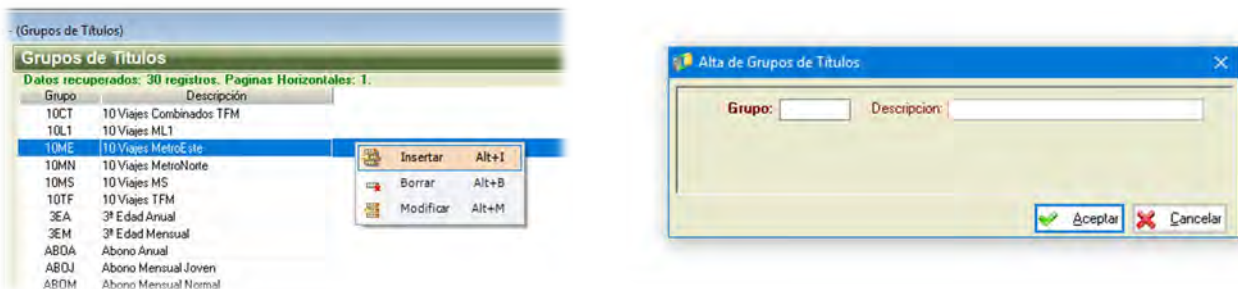 - (Grupos de Títulos)
Grupos de Títulos
Datos recuperados: 30 registros. Paginas Horizontales: 1.
Grupo Descripción
10CT 10 Viajes Combinados TFM
10L1 10 Viajes ML1
10ME 10 Viajes MetroEste
10MN 10 Viajes MetroNorte
10MS 10 Viajes MS
10TF 10 Viajes TFM
3EA 3ª Edad Anual
3EM 3ª Edad Mensual
ABOA Abono Anual
ABOJ Abono Mensual Joven
ABOM Abono Mensual Normal
Insertar Alt+I
Borrar Alt+B
Modificar Alt+M
Alta de Grupos de Títulos
Grupo: Descripcion:
Aceptar Cancelar